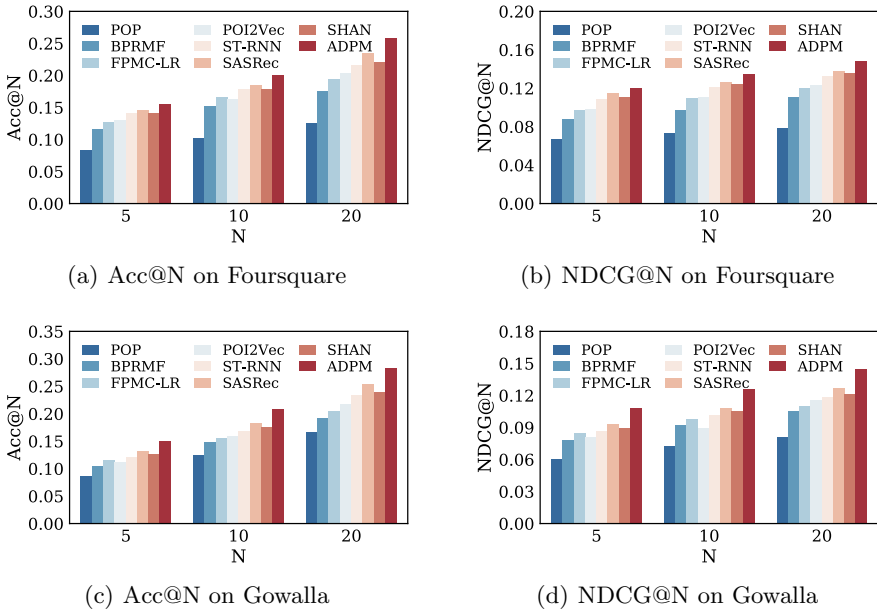 0.30
0.25
0.20
0.15
0.10
0.05
0.00
Acc@N
POP POI2Vec SHAN
BPRMF ST-RNN ADPM
FPMC-LR SASRec
5 10 20
N
(a) Acc@N on Foursquare
0.20
0.16
0.12
0.08
0.04
0.00
NDCG@N
POP POI2Vec SHAN
BPRMF ST-RNN ADPM
FPMC-LR SASRec
5 10 20
N
(b) NDCG@N on Foursquare
0.35
0.30
0.25
0.20
0.15
0.10
0.05
0.00
Acc@N
POP POI2Vec SHAN
BPRMF ST-RNN ADPM
FPMC-LR SASRec
5 10 20
N
(c) Acc@N on Gowalla
0.18
0.15
0.12
0.09
0.06
0.03
0.00
NDCG@N
POP POI2Vec SHAN
BPRMF ST-RNN ADPM
FPMC-LR SASRec
5 10 20
N
(d) NDCG@N on Gowalla